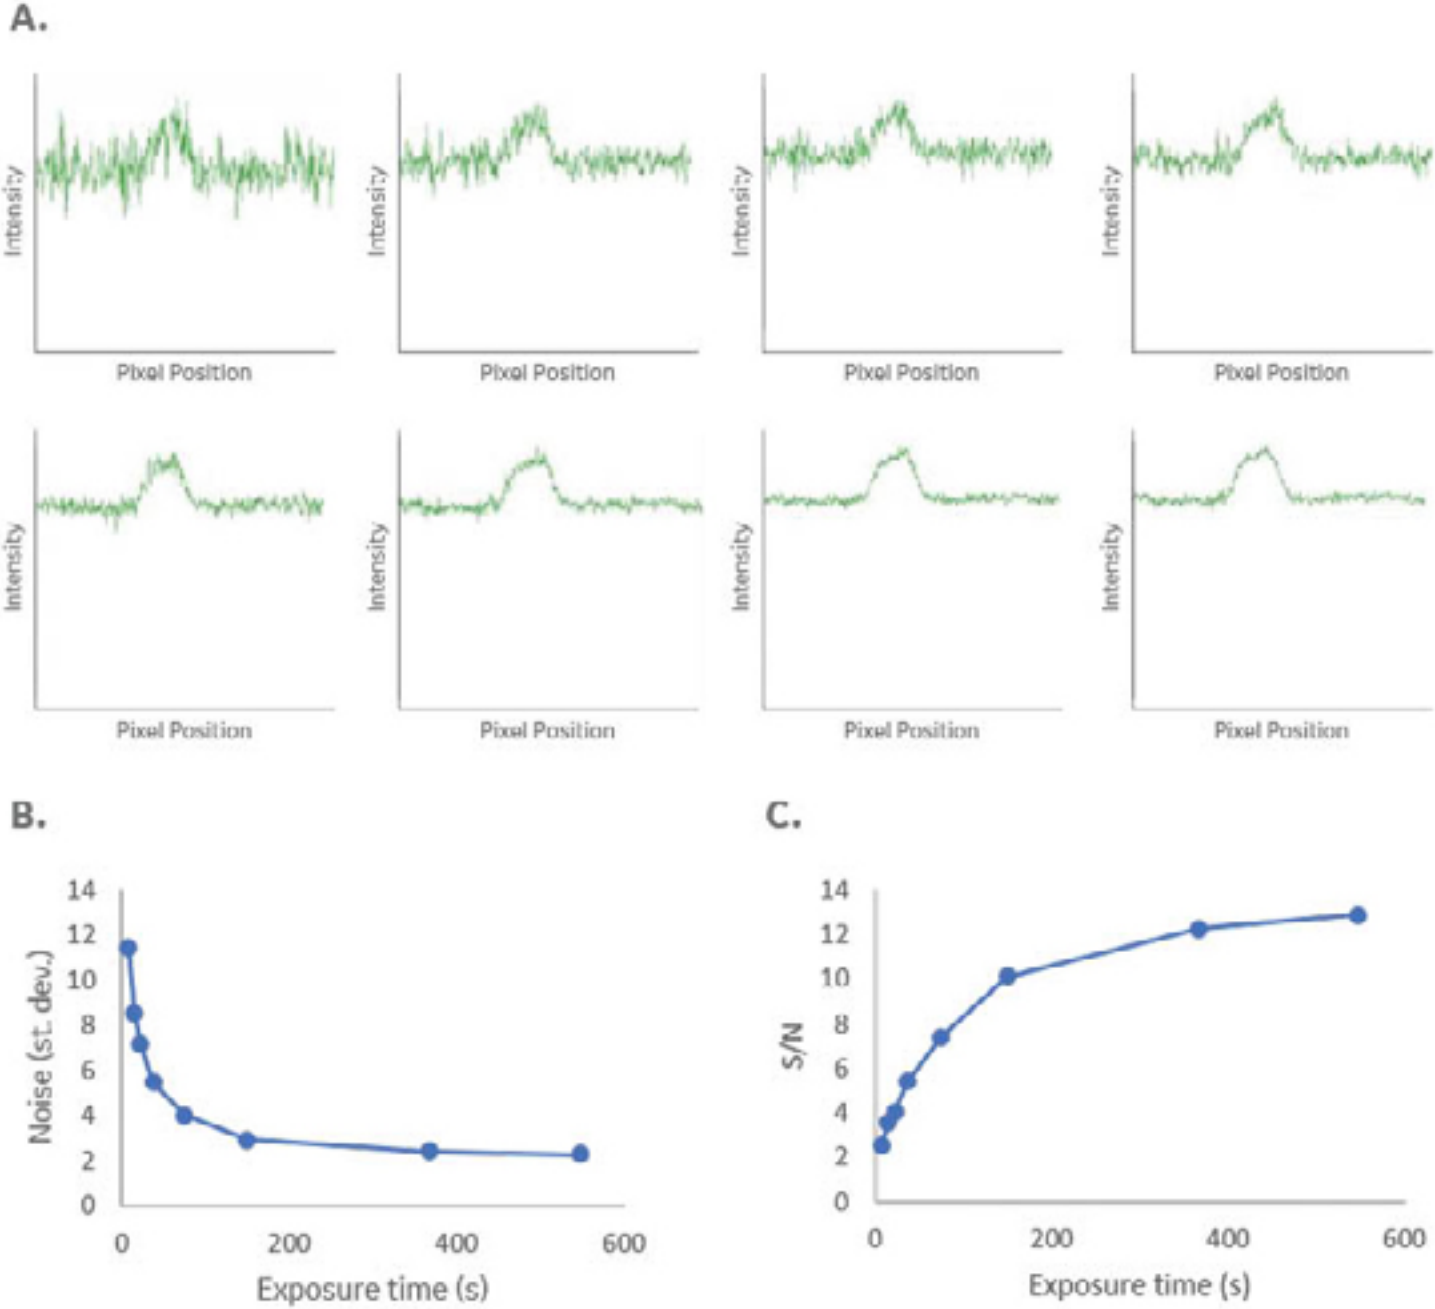 A.
Intensity
Pixel Position
Intensity
Pixel Position
Intensity
Pixel Position
Intensity
Pixel Position
Intensity
Pixel Position
Intensity
Pixel Position
Intensity
Pixel Position
Intensity
Pixel Position
B.
14
12
10
8
6
4
2
0
Noise (st. dev.)
0 200 400 600
Exposure time (s)
C.
14
12
10
8
6
4
2
0
S/N
0 200 400 600
Exposure time (s)